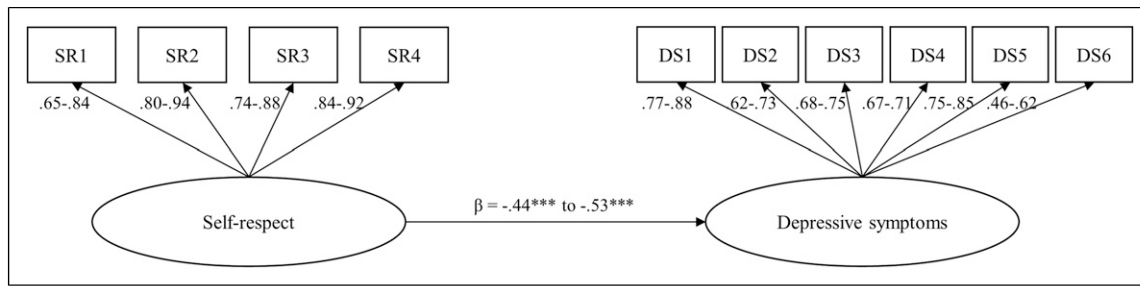 SR1 SR2 SR3 SR4 DS1 DS2 DS3 DS4 DS5 DS6
.65-.84 .80-.94 .74-.88 .84-.92 .77-.88 .62-.73 .68-.75 .67-.71 .75-.85 .46-.62
β = -.44*** to -.53***
Self-respect Depressive symptoms